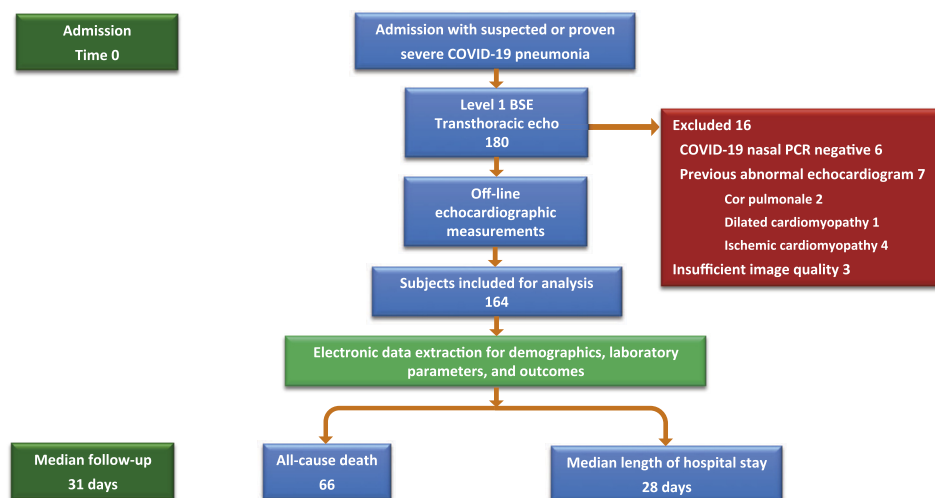 Admission
Time 0
Admission with suspected or proven
severe COVID-19 pneumonia
Level 1 BSE
Transthoracic echo
180
Excluded 16
COVID-19 nasal PCR negative 6
Previous abnormal echocardiogram 7
Cor pulmonale 2
Dilated cardiomyopathy 1
Ischemic cardiomyopathy 4
Insufficient image quality 3
Off-line
echocardiographic
measurements
Subjects included for analysis
164
Electronic data extraction for demographics, laboratory
parameters, and outcomes
Median follow-up
31 days
All-cause death
66
Median length of hospital stay
28 days